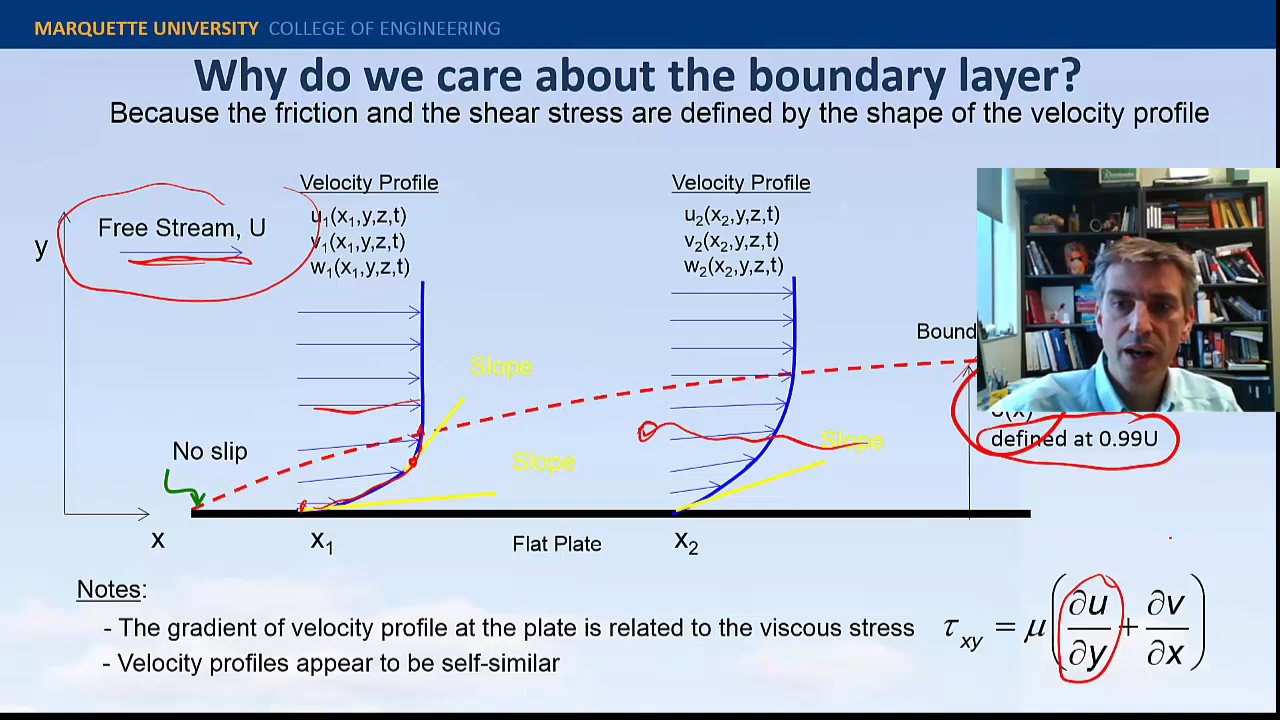 MARQUETTE UNIVERSITY COLLEGE OF ENGINEERING
Why do we care about the boundary layer?
Because the friction and the shear stress are defined by the shape of the velocity profile
Velocity Profile
u₁(x₁,y,z,t)
v₁(x₁,y,z,t)
w₁(x₁,y,z,t)
Velocity Profile
u₂(x₂,y,z,t)
v₂(x₂,y,z,t)
w₂(x₂,y,z,t)
Free Stream, U
y
Bound
Slope
defined at 0.99U
Slope
No slip
Slope
x
x₁
Flat Plate
x₂
Notes:
- The gradient of velocity profile at the plate is related to the viscous stress
- Velocity profiles appear to be self-similar
τxy = μ(∂u/∂y + ∂v/∂x)